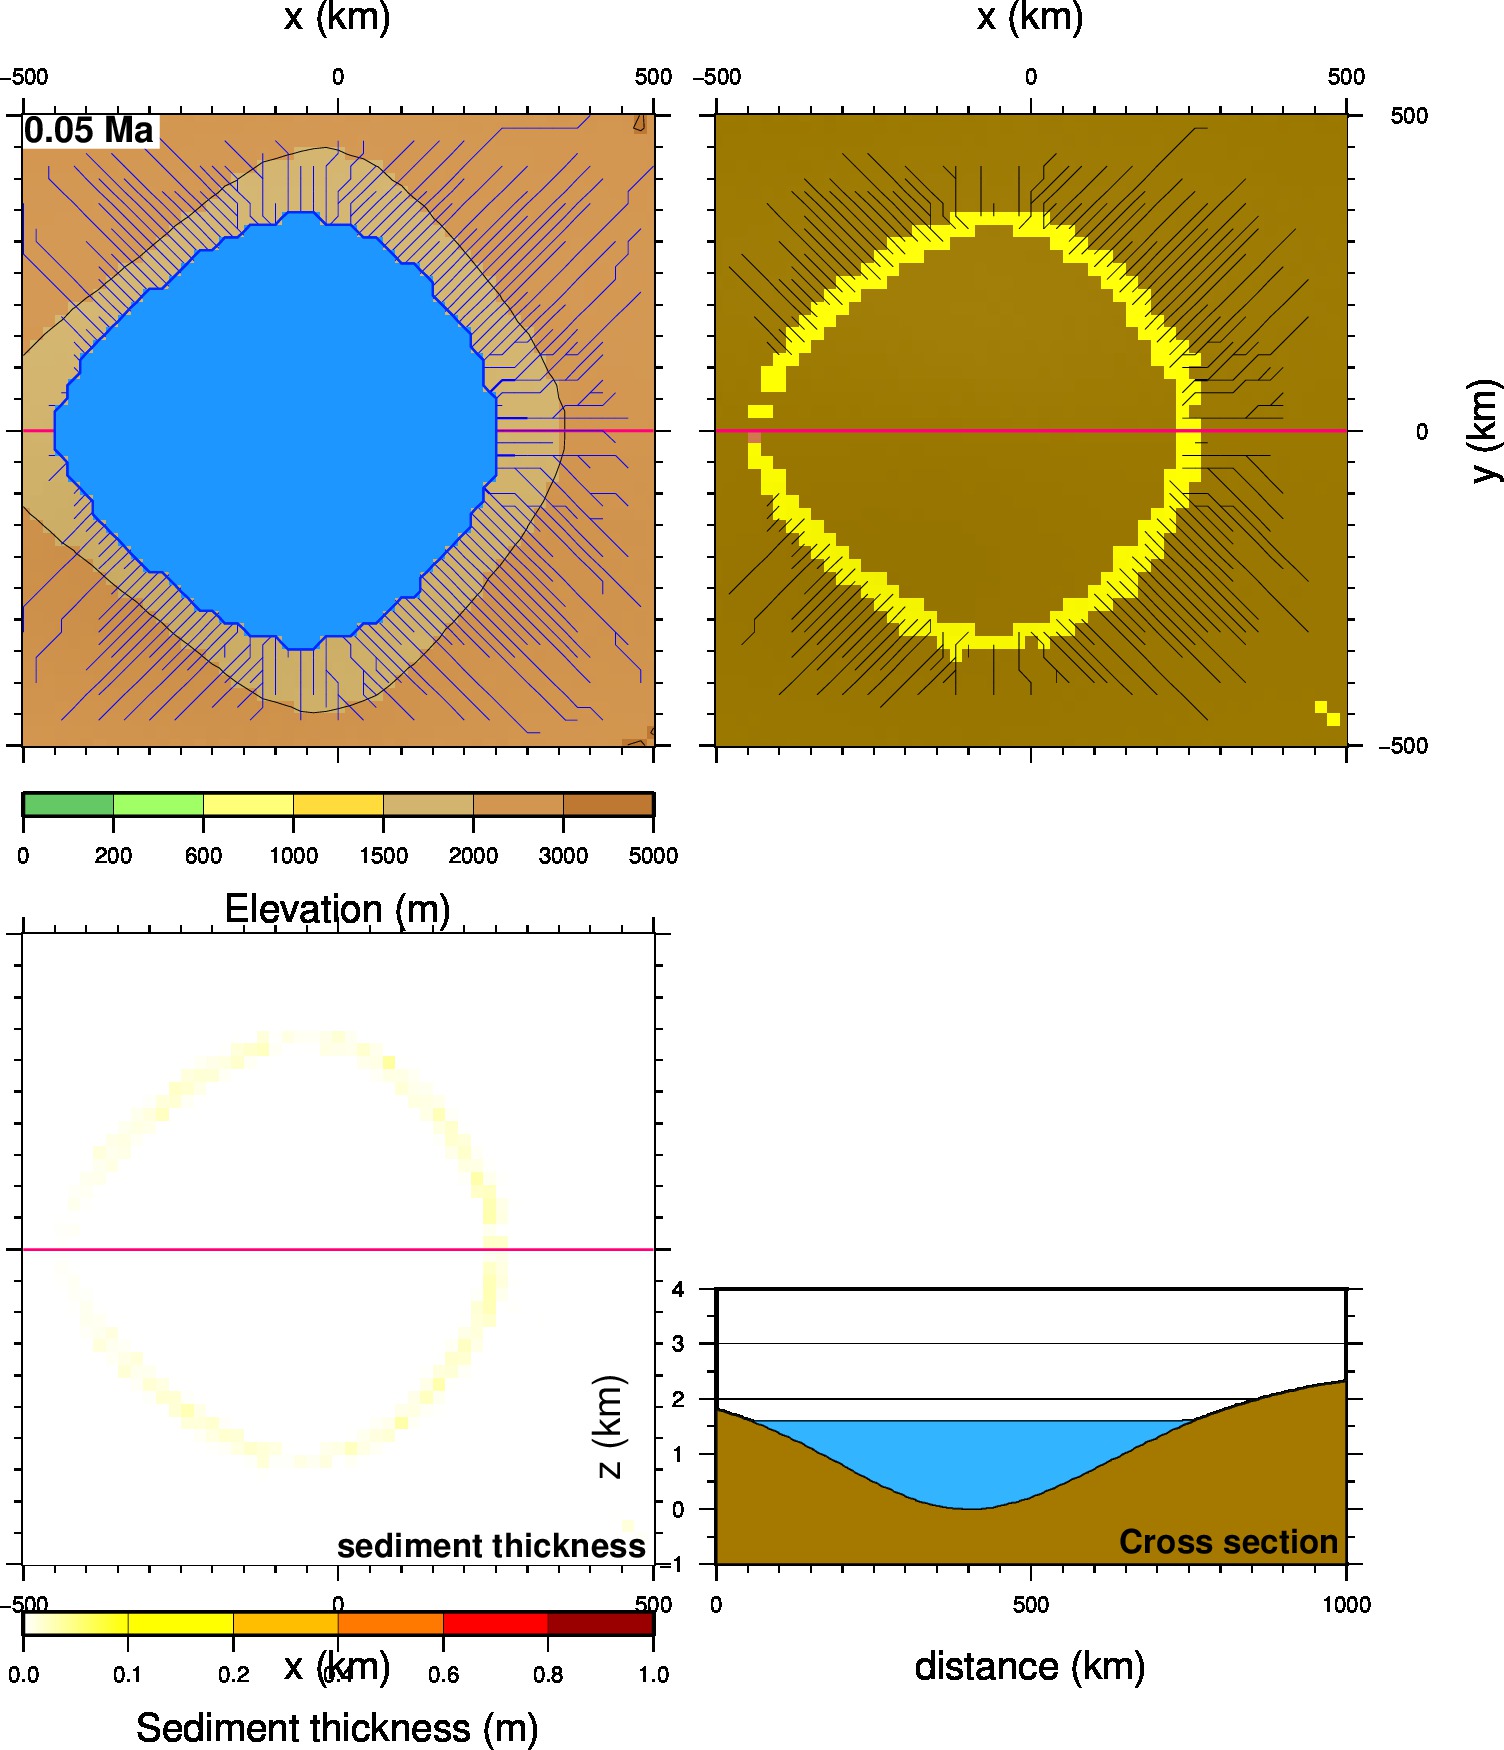 x (km)
x (km)
−500 0 500
−500 0 500
0.05 Ma
500
0
−500
y (km)
0 200 600 1000 1500 2000 3000 5000
Elevation (m)
z (km)
4
3
2
1
0
−1
sediment thickness
Cross section
−500 0 500
0 500 1000
0.0 0.1 0.2 0.4 0.6 0.8 1.0
x (km)
distance (km)
Sediment thickness (m)